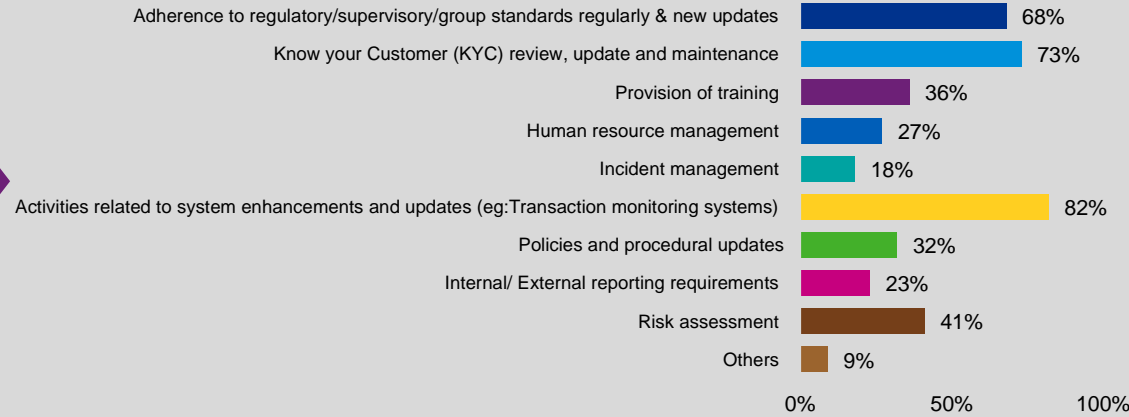 Adherence to regulatory/supervisory/group standards regularly & new updates 68%
Know your Customer (KYC) review, update and maintenance 73%
Provision of training 36%
Human resource management 27%
Incident management 18%
Activities related to system enhancements and updates (eg:Transaction monitoring systems) 82%
Policies and procedural updates 32%
Internal/ External reporting requirements 23%
Risk assessment 41%
Others 9%
0% 50% 100%